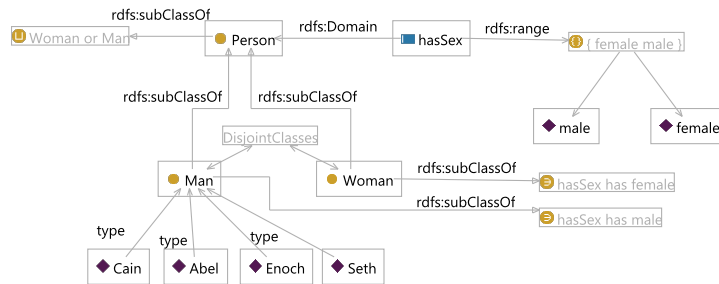 rdfs:subClassOf
Woman or Man
Person
rdfs:Domain
hasSex
rdfs:range
{ female male }
rdfs:subClassOf
rdfs:subClassOf
male
female
DisjointClasses
Man
Woman
rdfs:subClassOf
hasSex has female
rdfs:subClassOf
hasSex has male
type
type
type
Cain
Abel
Enoch
Seth